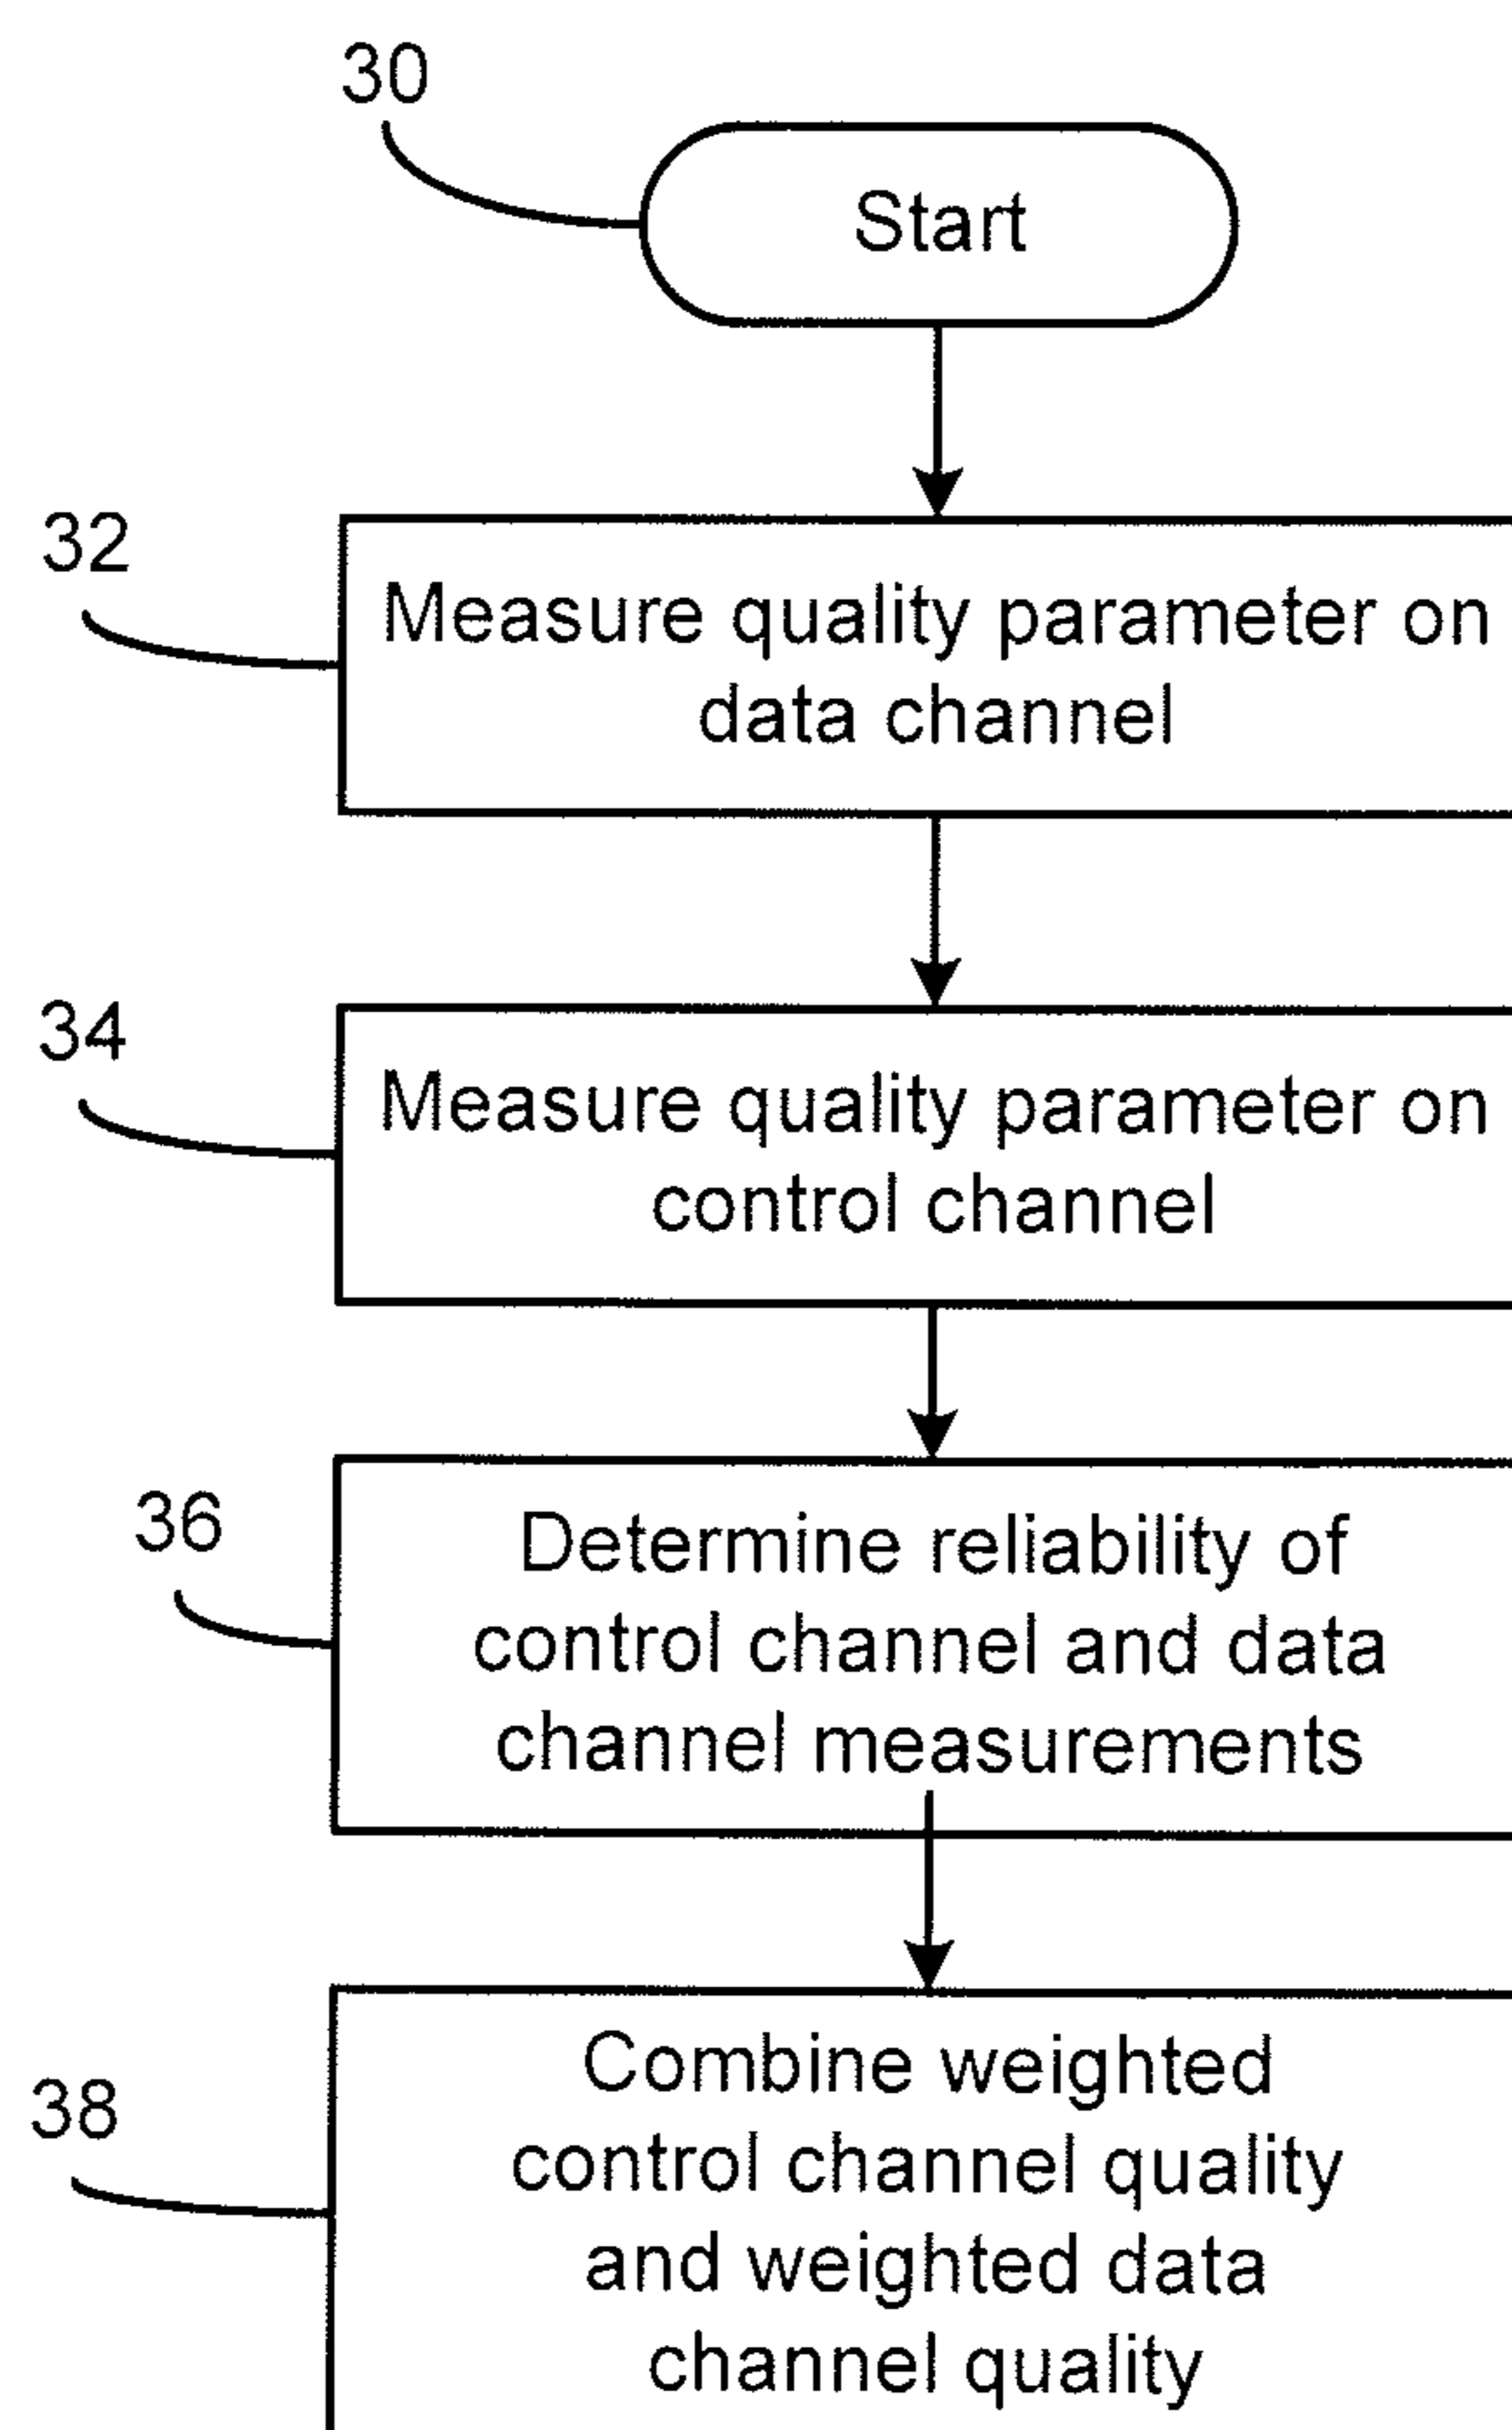 30
Start
32
Measure quality parameter on
data channel
34
Measure quality parameter on
control channel
36
Determine reliability of
control channel and data
channel measurements
38
Combine weighted
control channel quality
and weighted data
channel quality